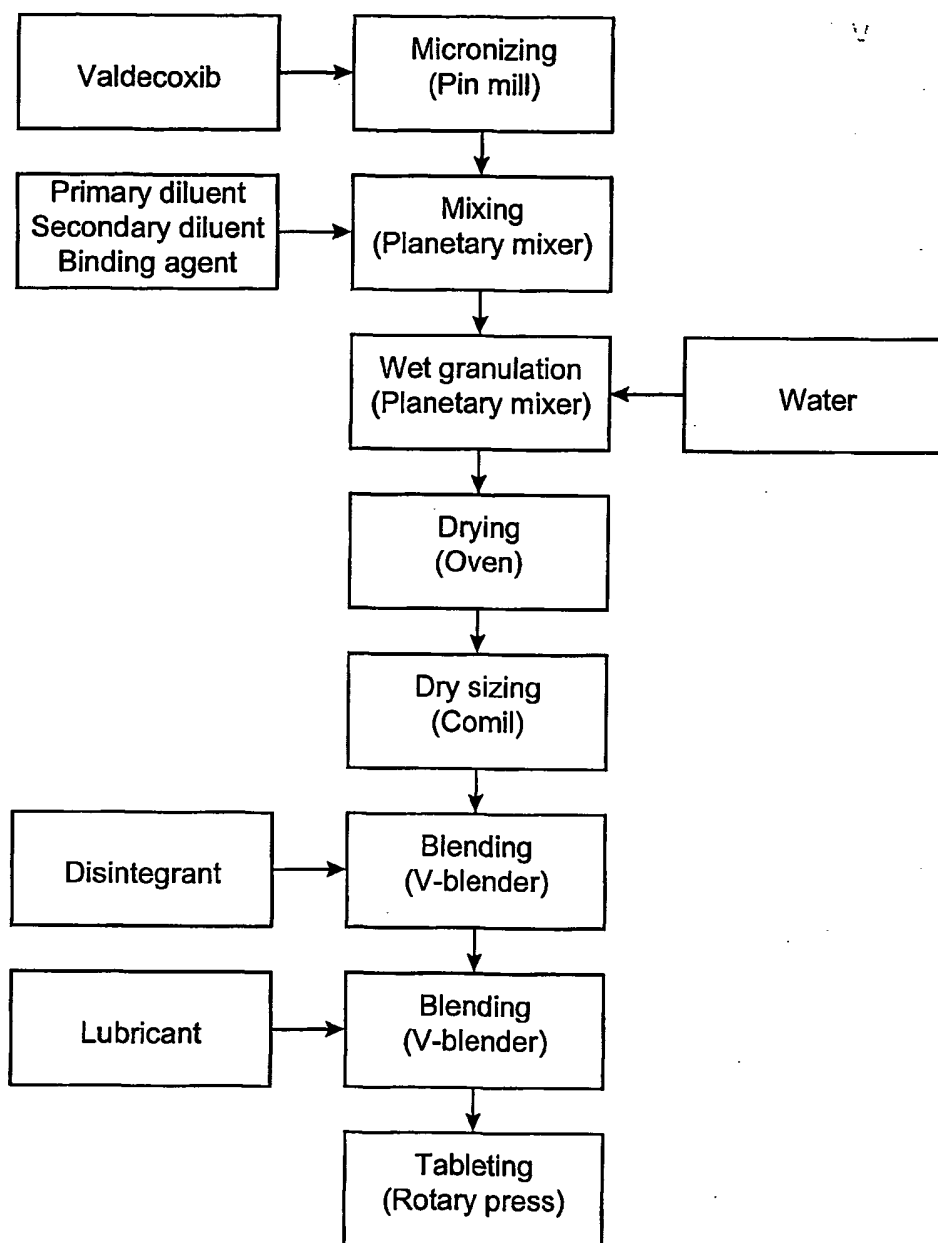 Valdecoxib
Micronizing
(Pin mill)
Primary diluent
Secondary diluent
Binding agent
Mixing
(Planetary mixer)
Wet granulation
(Planetary mixer)
Water
Drying
(Oven)
Dry sizing
(Comil)
Disintegrant
Blending
(V-blender)
Lubricant
Blending
(V-blender)
Tableting
(Rotary press)